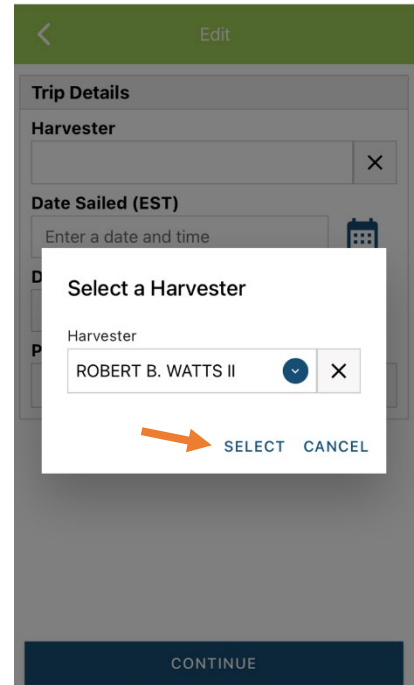 Edit
Trip Details
Harvester
Date Sailed (EST)
Enter a date and time
D
Select a Harvester
Harvester
P
ROBERT B. WATTS II
SELECT CANCEL
CONTINUE